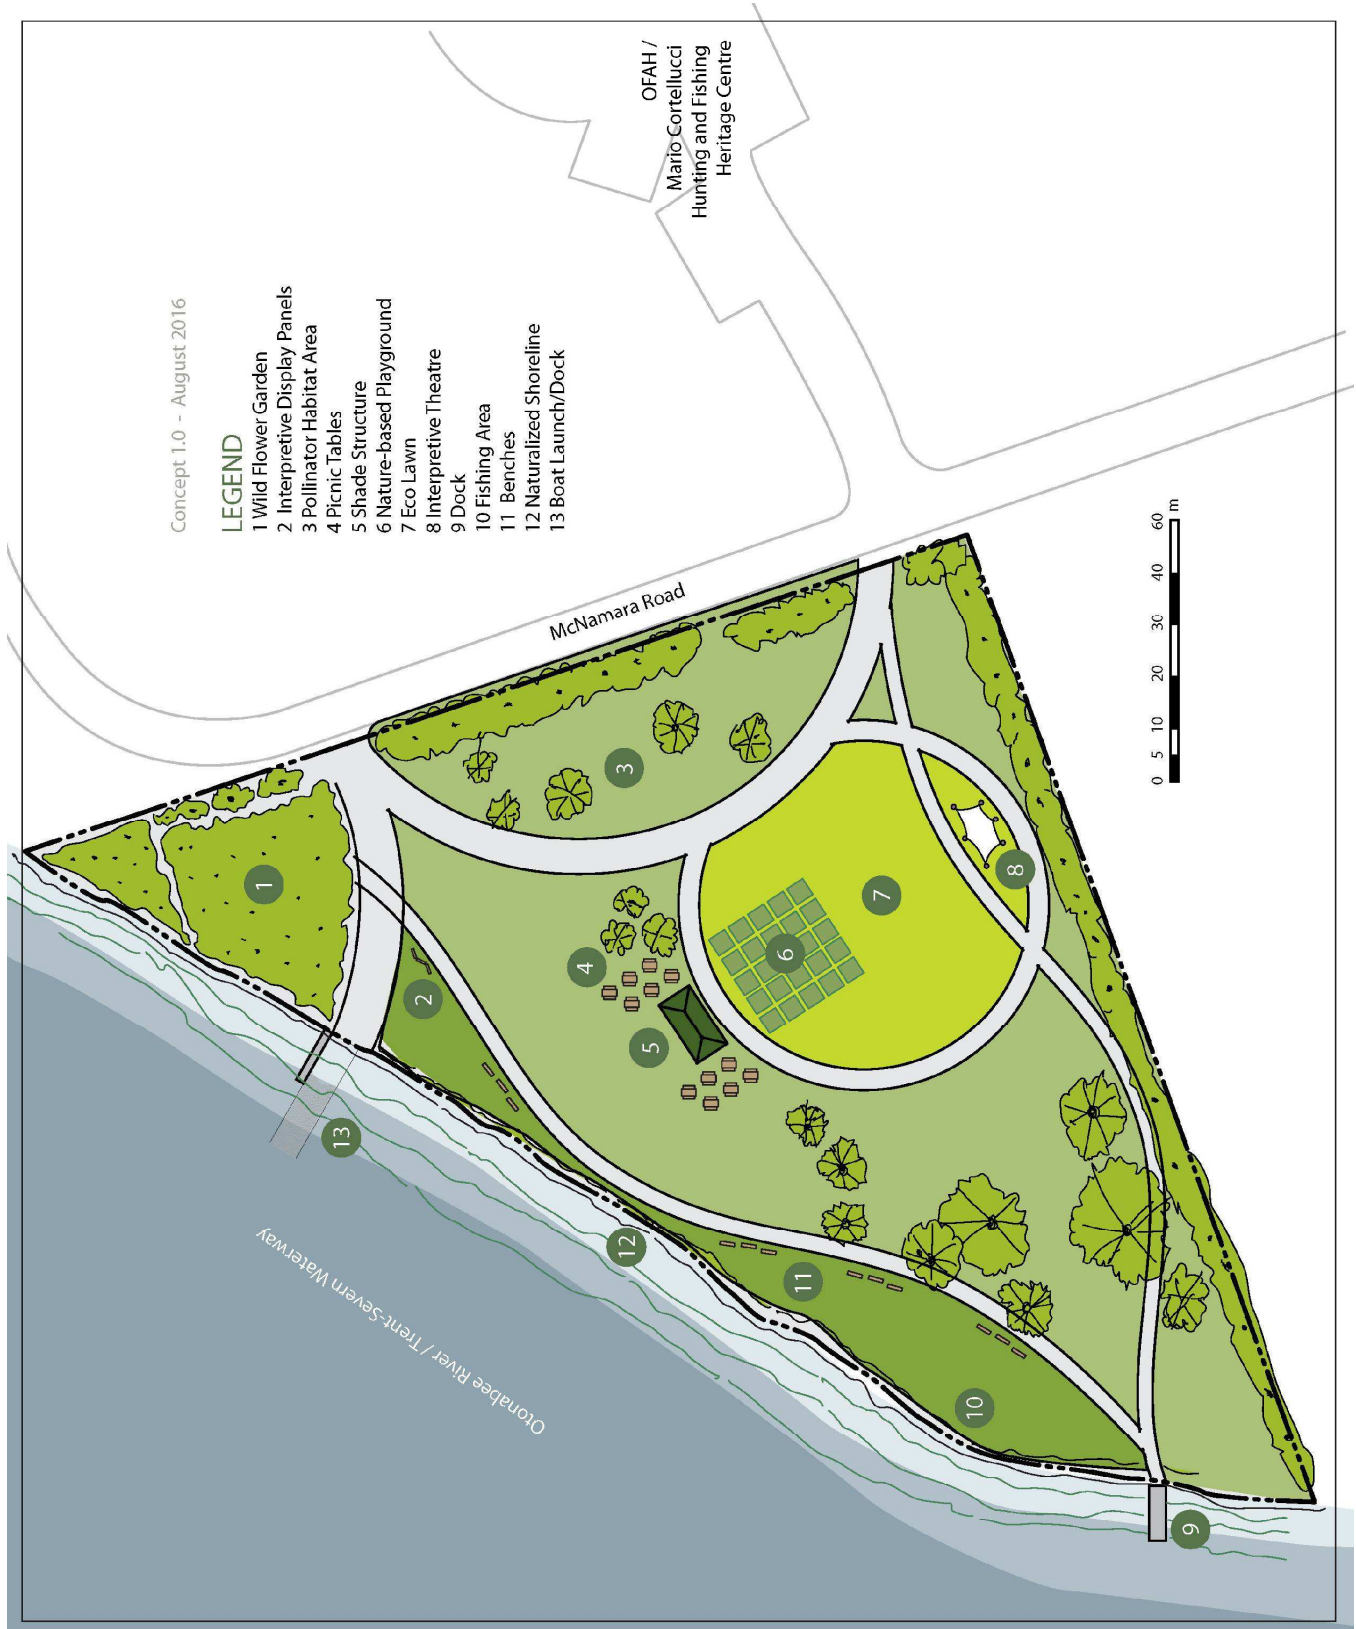 Concept 1.0 - August 2016
LEGEND
1 Wild Flower Garden
2 Interpretive Display Panels
3 Pollinator Habitat Area
4 Picnic Tables
5 Shade Structure
6 Nature-based Playground
7 Eco Lawn
8 Interpretive Theatre
9 Dock
10 Fishing Area
11 Benches
12 Naturalized Shoreline
13 Boat Launch/Dock
OFAH /
Mario Cortellucci
Hunting and Fishing
Heritage Centre
McNamara Road
Otonabee River / Trent-Severn Waterway
1
2
3
4
5
6
7
8
9
10
11
12
13
0 5 10 20 30 40 60 m